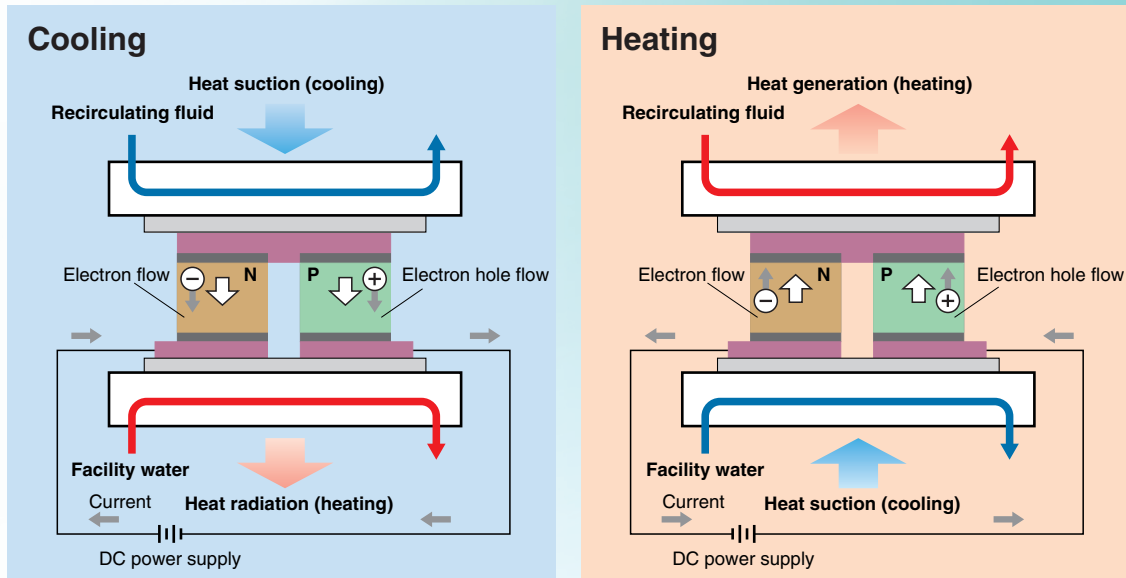 Cooling
Heat suction (cooling)
Recirculating fluid
Electron flow
−
N
P
+
Electron hole flow
Facility water
Current
Heat radiation (heating)
DC power supply
Heating
Heat generation (heating)
Recirculating fluid
Electron flow
−
N
P
+
Electron hole flow
Facility water
Current
Heat suction (cooling)
DC power supply